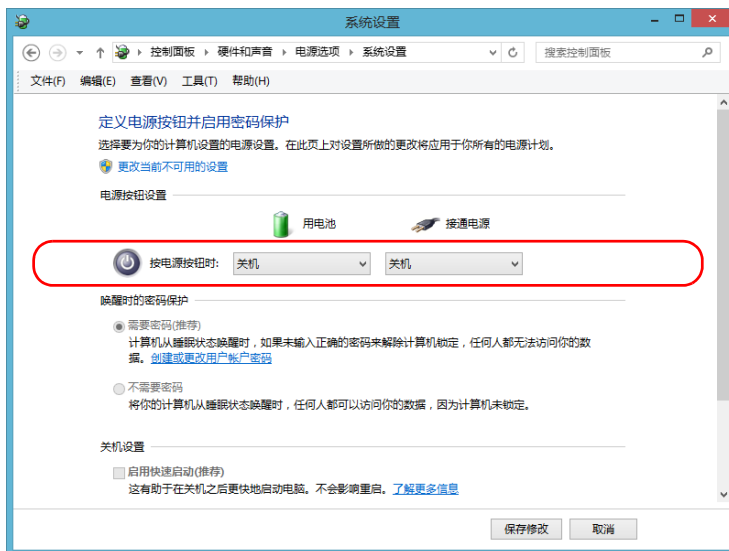 系统设置
控制面板 硬件和声音 电源选项 系统设置 搜索控制面板
文件(F) 编辑(E) 查看(V) 工具(T) 帮助(H)
定义电源按钮并启用密码保护
选择要为你的计算机设置的电源设置。在此页上对设置所做的更改将应用于你所有的电源计划。
更改当前不可用的设置
电源按钮设置
用电池 接通电源
按电源按钮时: 关机 关机
唤醒时的密码保护
需要密码(推荐)
计算机从睡眠状态唤醒时，如果未输入正确的密码来解除计算机锁定，任何人都无法访问你的数
据。创建或更改用户帐户密码
不需要密码
将你的计算机从睡眠状态唤醒时，任何人都可以访问你的数据，因为计算机未锁定。
关机设置
启用快速启动(推荐)
这有助于在关机之后更快地启动电脑。不会影响重启。了解更多信息
保存修改 取消